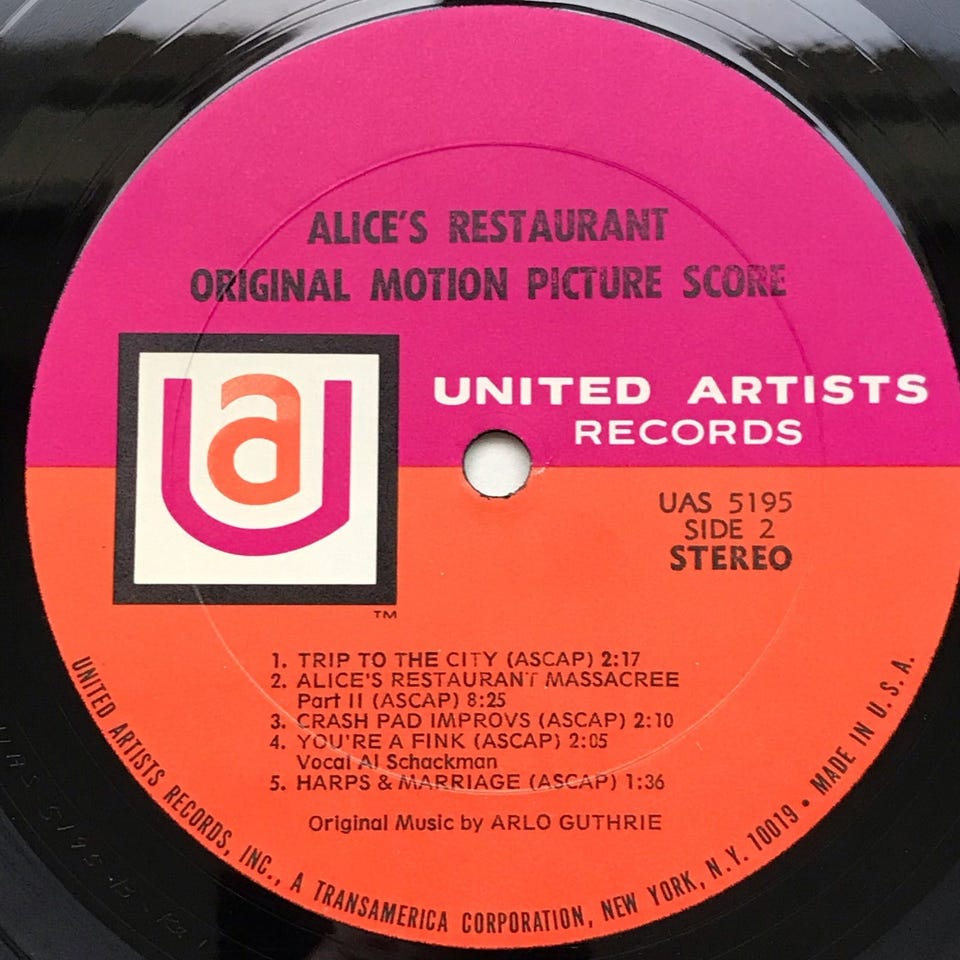 ALICE'S RESTAURANT
ORIGINAL MOTION PICTURE SCORE
ua
UNITED ARTISTS
RECORDS
UAS 5195
SIDE 2
STEREO
TM
1. TRIP TO THE CITY (ASCAP) 2:17
2. ALICE'S RESTAURANT MASSACREE
Part II (ASCAP) 8:25
3. CRASH PAD IMPROVS (ASCAP) 2:10
4. YOU'RE A FINK (ASCAP) 2:05
Vocal Al Schackman
5. HARPS & MARRIAGE (ASCAP) 1:36
Original Music by ARLO GUTHRIE
UNITED ARTISTS RECORDS, INC., A TRANSAMERICA CORPORATION, NEW YORK, N.Y. 10019 • MADE IN U. S. A.